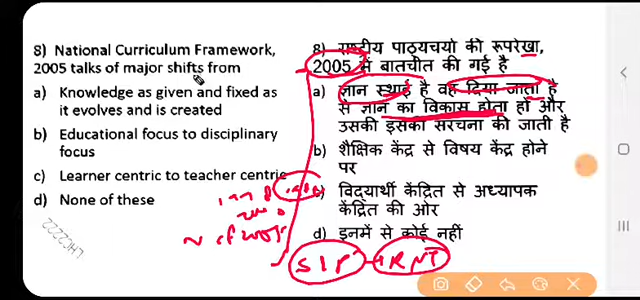 8) National Curriculum Framework,
2005 talks of major shifts from
a) Knowledge as given and fixed as
it evolves and is created
b) Educational focus to disciplinary
focus
c) Learner centric to teacher centric
d) None of these
8) राष्ट्रीय पाठ्यचर्या की रूपरेखा,
2005 में बातचीत की गई है
a) ज्ञान स्थाई है वह दिया जाता है
से ज्ञान का विकास होता हो और
उसकी इसकी संरचना की जाती है
b) शैक्षिक केंद्र से विषय केंद्र होने
पर
c) विद्यार्थी केंद्रित से अध्यापक
केंद्रित की ओर
d) इनमें से कोई नहीं